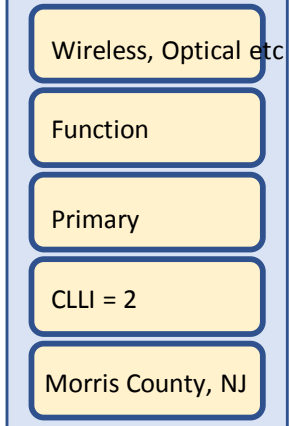 Wireless, Optical etc
Function
Primary
CLLI = 2
Morris County, NJ